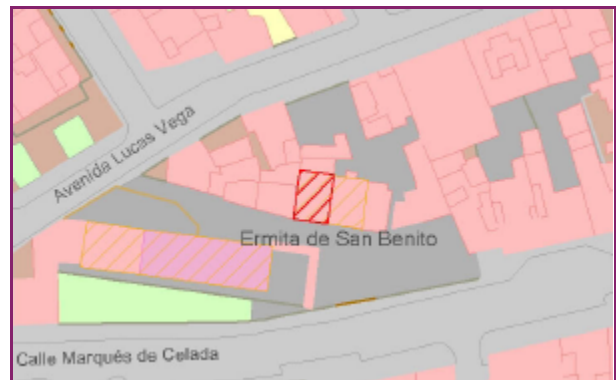 Avenida Lucas Vega
Ermita de San Benito
Calle Marqués de Celada